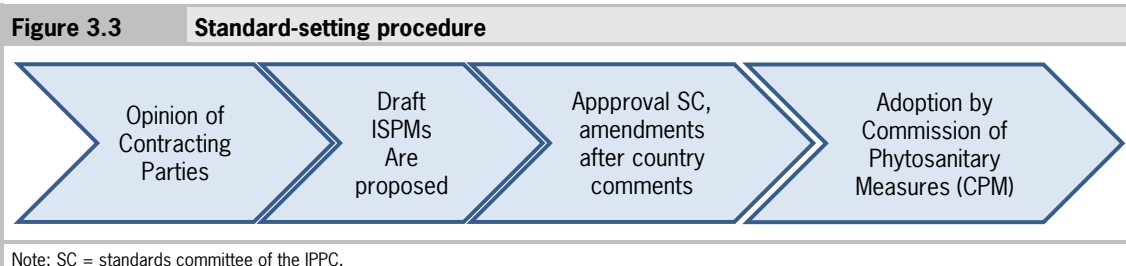 Figure 3.3 Standard-setting procedure
Opinion of
Contracting
Parties
Draft
ISPMs
Are
proposed
Appproval SC,
amendments
after country
comments
Adoption by
Commission of
Phytosanitary
Measures (CPM)
Note: SC = standards committee of the IPPC.